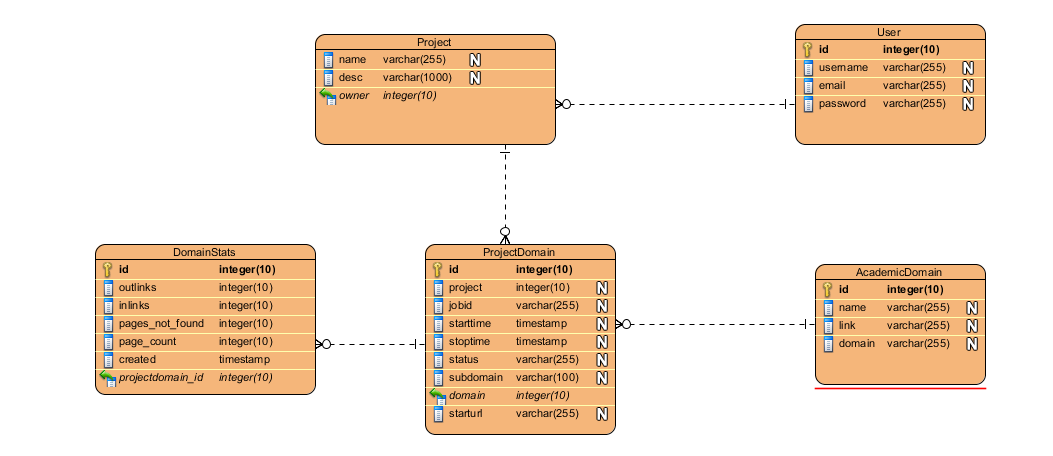 Project
name varchar(255) N
desc varchar(1000) N
owner integer(10)
User
id integer(10)
username varchar(255) N
email varchar(255) N
password varchar(255) N
DomainStats
id integer(10)
outlinks integer(10)
inlinks integer(10)
pages_not_found integer(10)
page_count integer(10)
created timestamp
projectdomain_id integer(10)
ProjectDomain
id integer(10)
project integer(10) N
jobid varchar(255) N
starttime timestamp N
stoptime timestamp N
status varchar(255) N
subdomain varchar(100) N
domain integer(10)
starturl varchar(255) N
AcademicDomain
id integer(10)
name varchar(255) N
link varchar(255) N
domain varchar(255) N